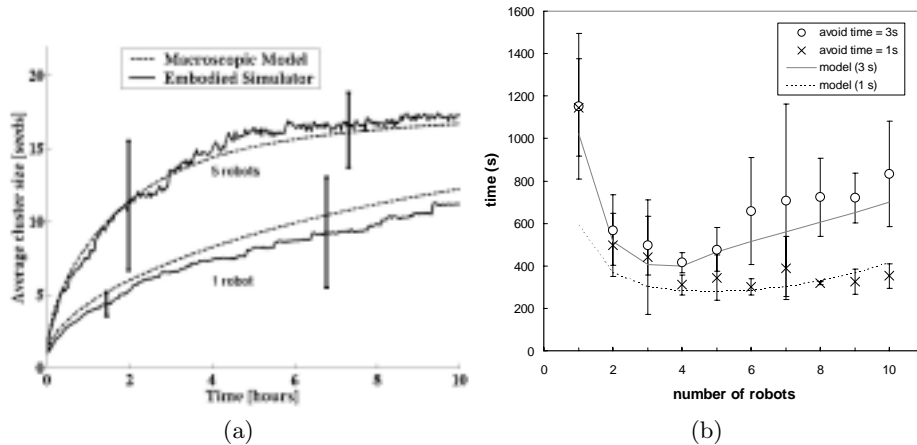 Macroscopic Model
Embodied Simulator
Average cluster size [seeds]
20
15
10
5
0
5 robots
1 robot
0 2 4 6 8 10
Time [hours]
(a)
1600
1400
1200
1000
800
600
400
200
0
time (s)
avoid time = 3s
avoid time = 1s
model (3 s)
model (1 s)
0 2 4 6 8 10
number of robots
(b)